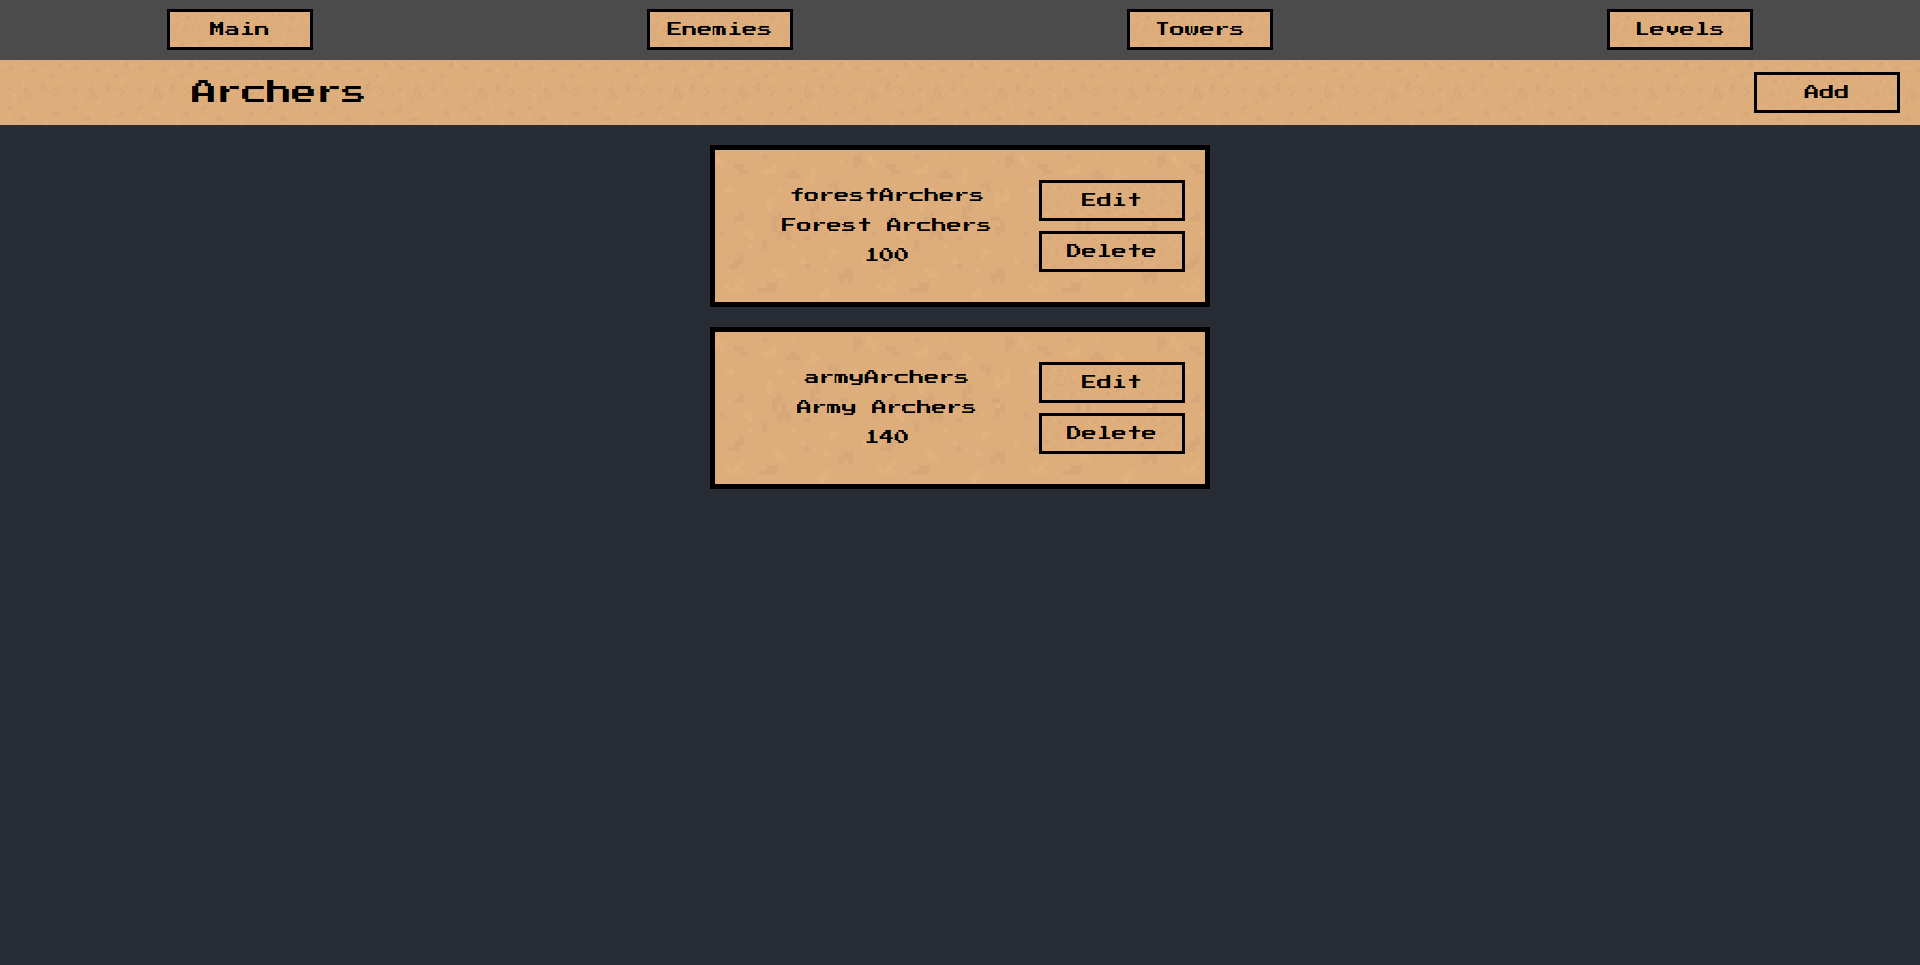 Main
Enemies
Towers
Levels
Archers
Add
forestArchers
Forest Archers
100
Edit
Delete
armyArchers
Army Archers
140
Edit
Delete